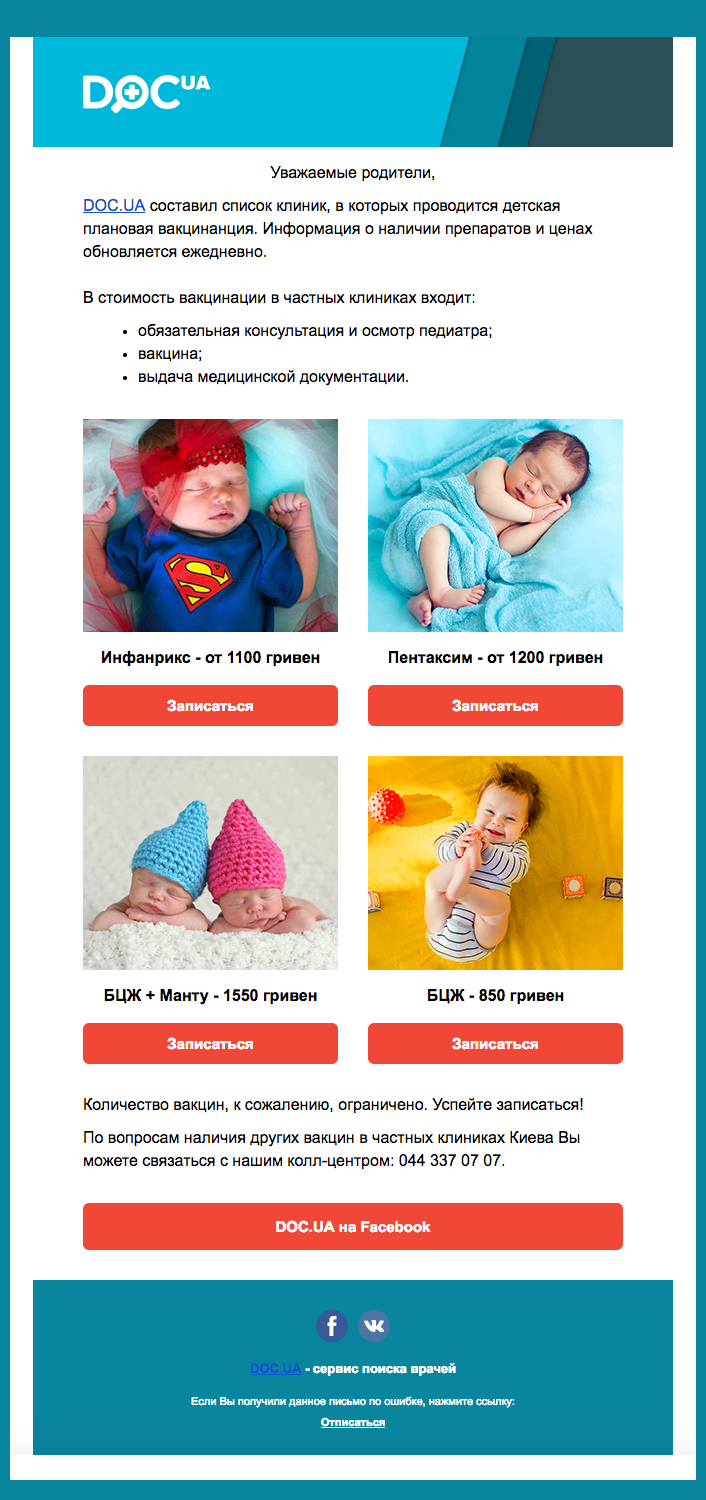 DOC UA
Уважаемые родители,
DOC.UA составил список клиник, в которых проводится детская
плановая вакцинанция. Информация о наличии препаратов и ценах
обновляется ежедневно.
В стоимость вакцинации в частных клиниках входит:
• обязательная консультация и осмотр педиатра;
• вакцина;
• выдача медицинской документации.
Инфанрикс - от 1100 гривен
Пентаксим - от 1200 гривен
Записаться
Записаться
БЦЖ + Манту - 1550 гривен
БЦЖ - 850 гривен
Записаться
Записаться
Количество вакцин, к сожалению, ограничено. Успейте записаться!
По вопросам наличия других вакцин в частных клиниках Киева Вы
можете связаться с нашим колл-центром: 044 337 07 07.
DOC.UA на Facebook
DOC.UA - сервис поиска врачей
Если Вы получили данное письмо по ошибке, нажмите ссылку:
Отписаться